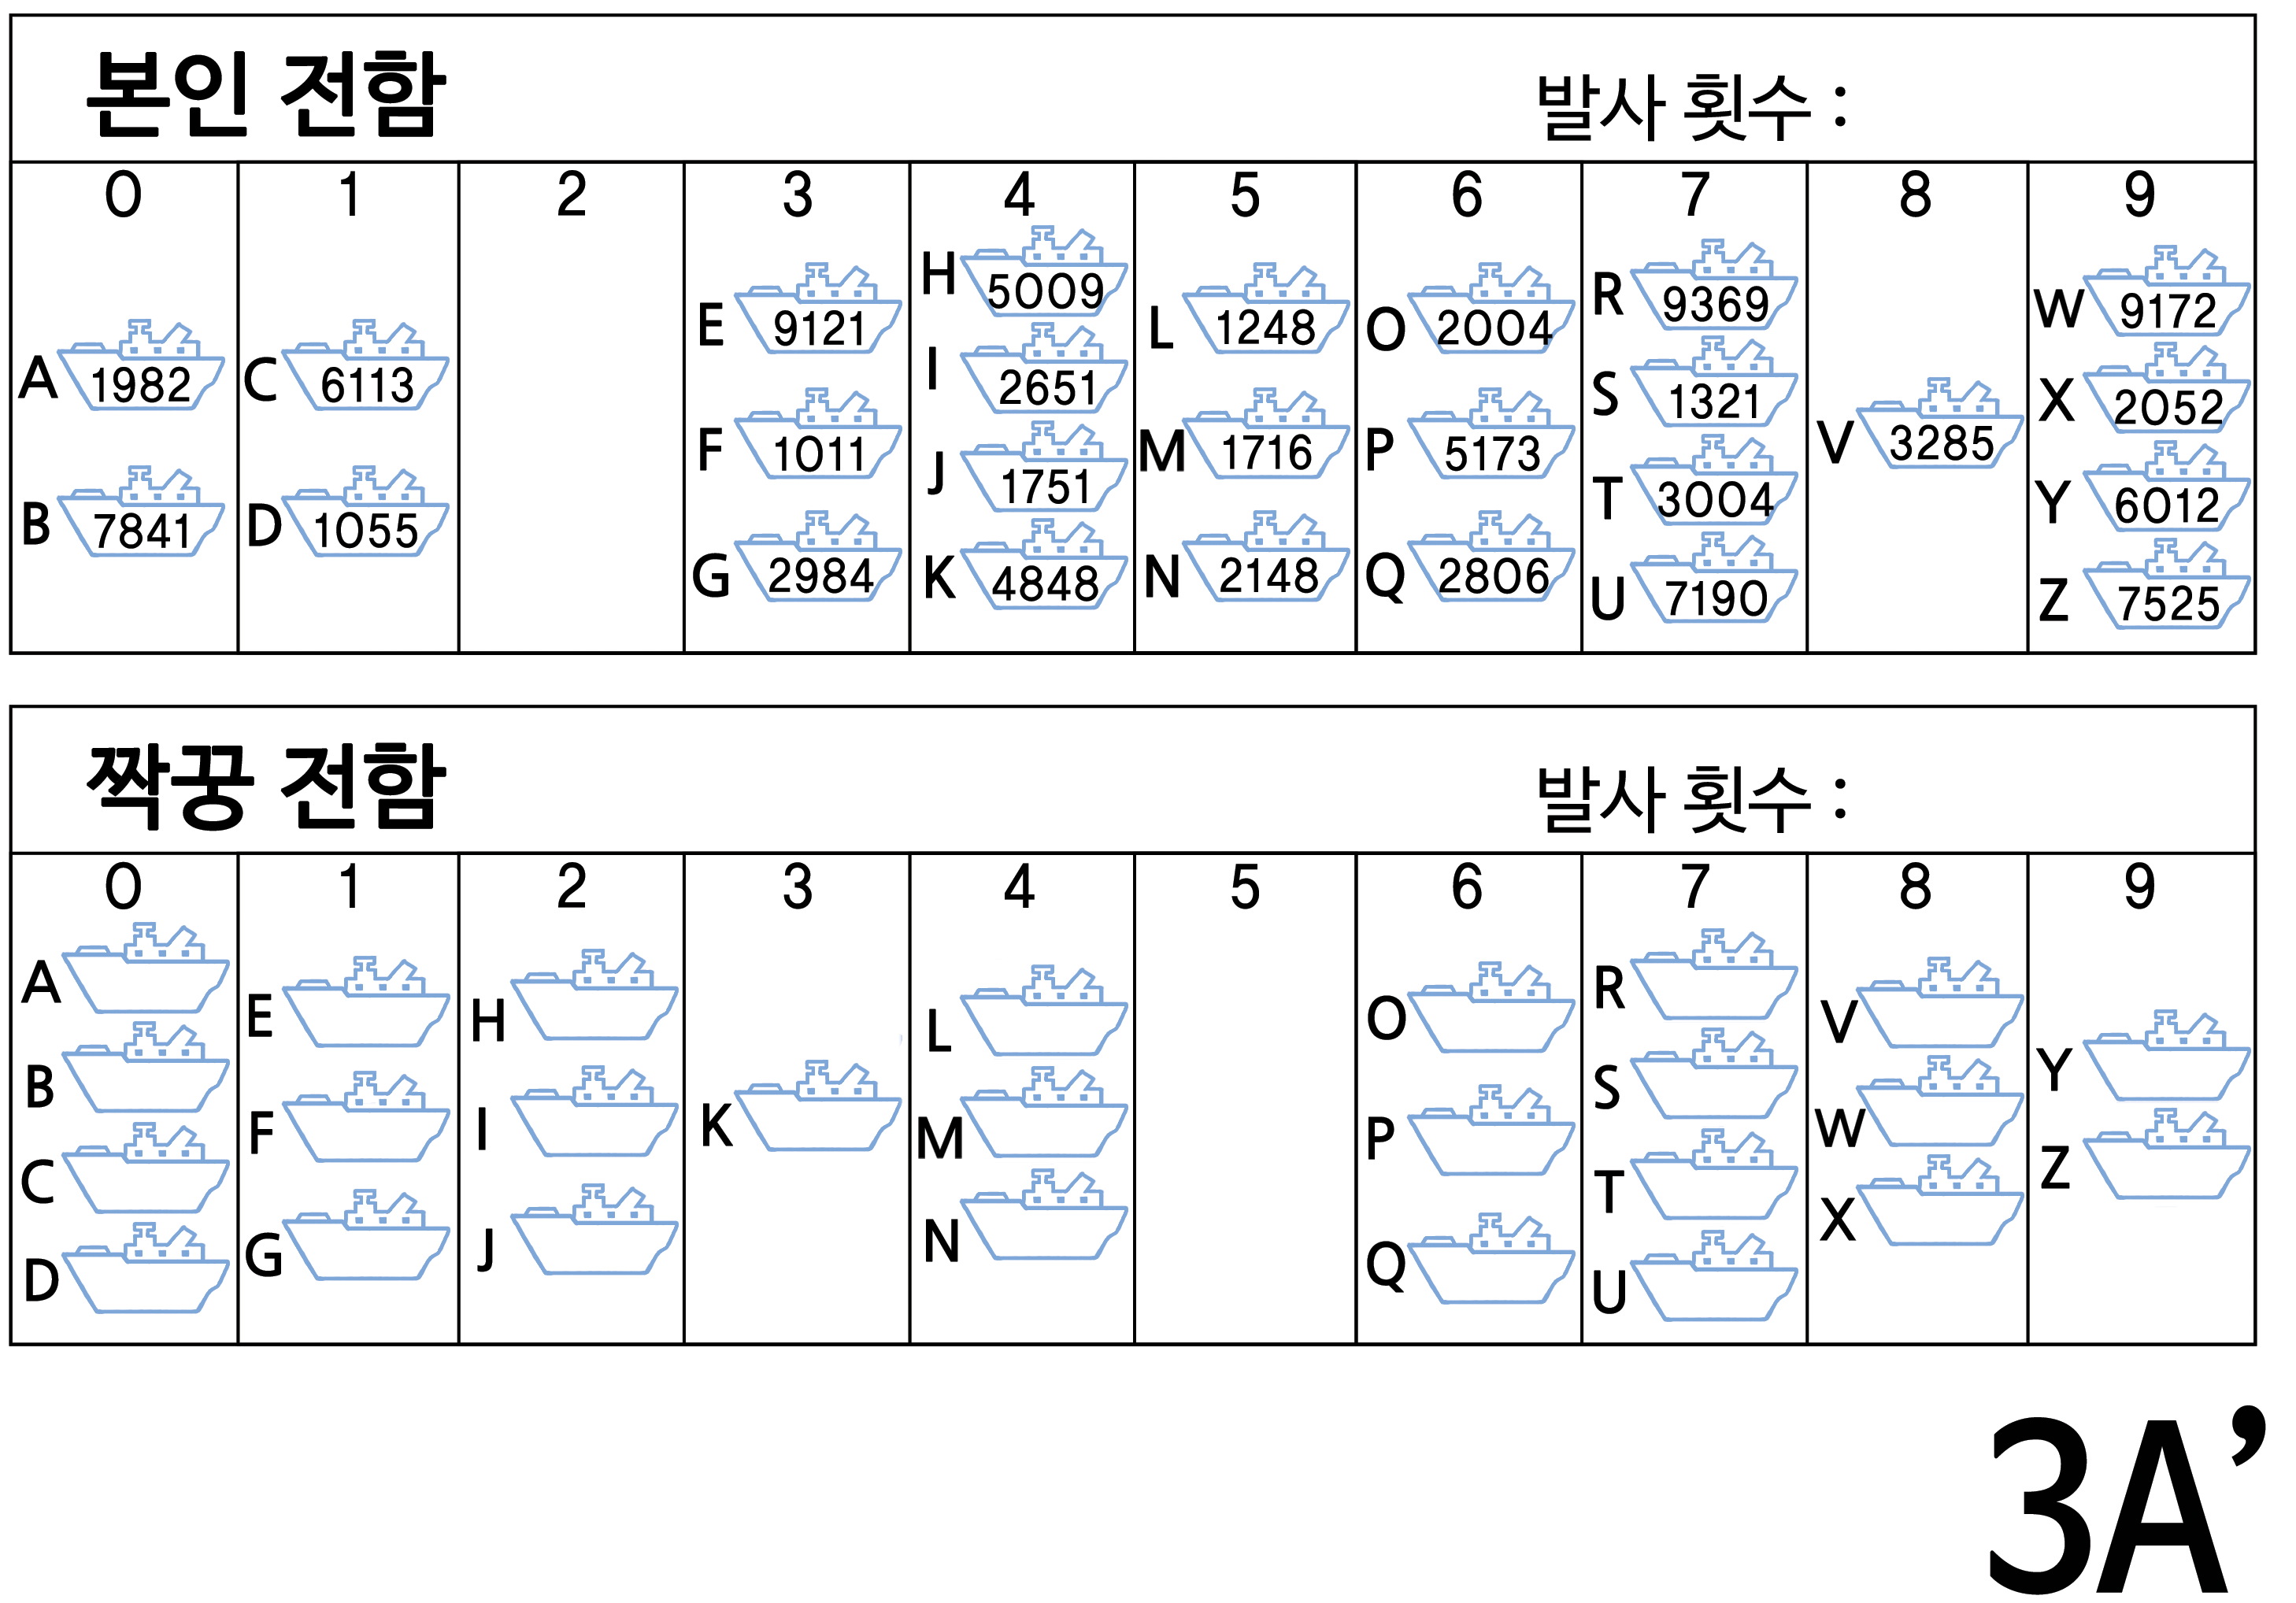 본인 전함 발사 횟수 :
0 1 2 3 4 5 6 7 8 9
A 1982
B 7841
C 6113
D 1055
E 9121
F 1011
G 2984
H 5009
I 2651
J 1751
K 4848
L 1248
M 1716
N 2148
O 2004
P 5173
Q 2806
R 9369
S 1321
T 3004
U 7190
V 3285
W 9172
X 2052
Y 6012
Z 7525
짝꿍 전함 발사 횟수 :
0 1 2 3 4 5 6 7 8 9
A
B
C
D
E
F
G
H
I
J
K
L
M
N
O
P
Q
R
S
T
U
V
W
X
Y
Z
3A’